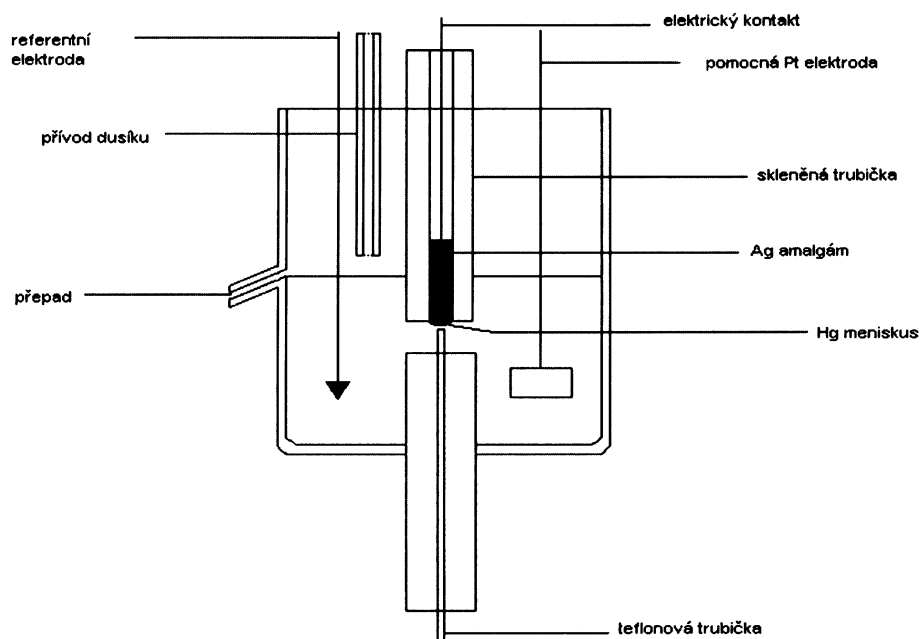 referentní
elektroda
přívod dusíku
přepad
elektrický kontakt
pomocná Pt elektroda
skleněná trubička
Ag amalgám
Hg meniskus
teflonová trubička